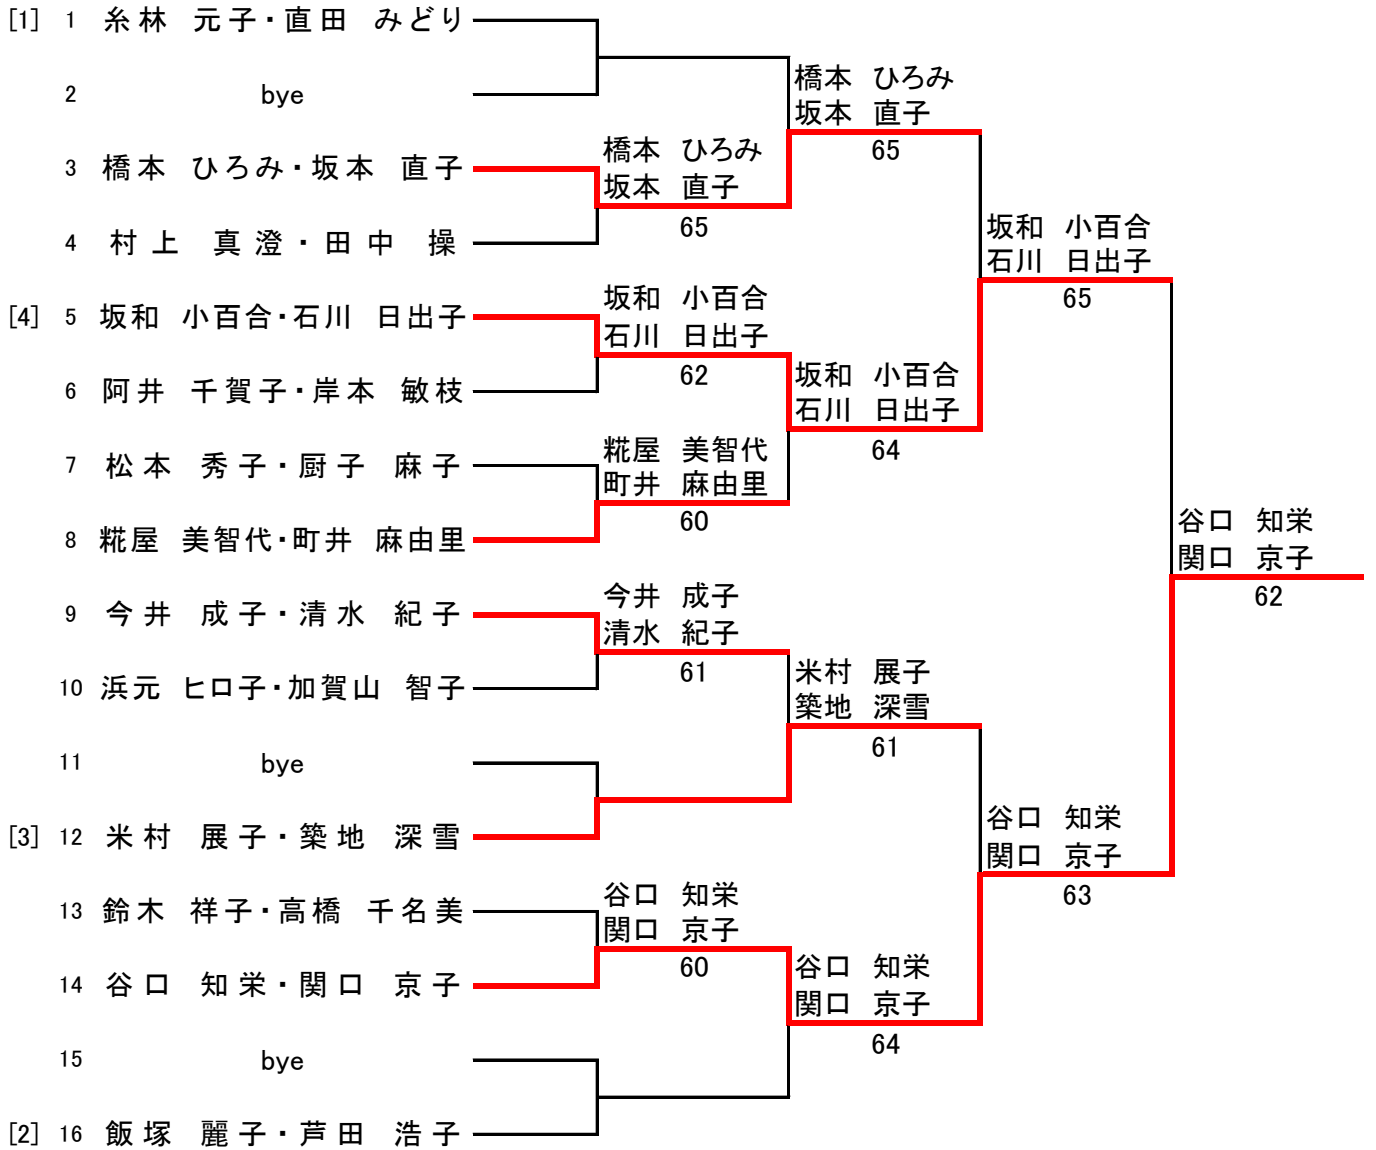 [1] 1 糸林 元子・直田 みどり
2 bye
3 橋本 ひろみ・坂本 直子
4 村上 真澄・田中 操
[4] 5 坂和 小百合・石川 日出子
6 阿井 千賀子・岸本 敏枝
7 松本 秀子・厨子 麻子
8 糀屋 美智代・町井 麻由里
9 今井 成子・清水 紀子
10 浜元 ヒロ子・加賀山 智子
11 bye
[3] 12 米村 展子・築地 深雪
13 鈴木 祥子・高橋 千名美
14 谷口 知栄・関口 京子
15 bye
[2] 16 飯塚 麗子・芦田 浩子
橋本 ひろみ
坂本 直子
65
坂和 小百合
石川 日出子
62
糀屋 美智代
町井 麻由里
60
今井 成子
清水 紀子
61
谷口 知栄
関口 京子
60
橋本 ひろみ
坂本 直子
65
坂和 小百合
石川 日出子
64
米村 展子
築地 深雪
61
谷口 知栄
関口 京子
64
坂和 小百合
石川 日出子
65
谷口 知栄
関口 京子
63
谷口 知栄
関口 京子
62